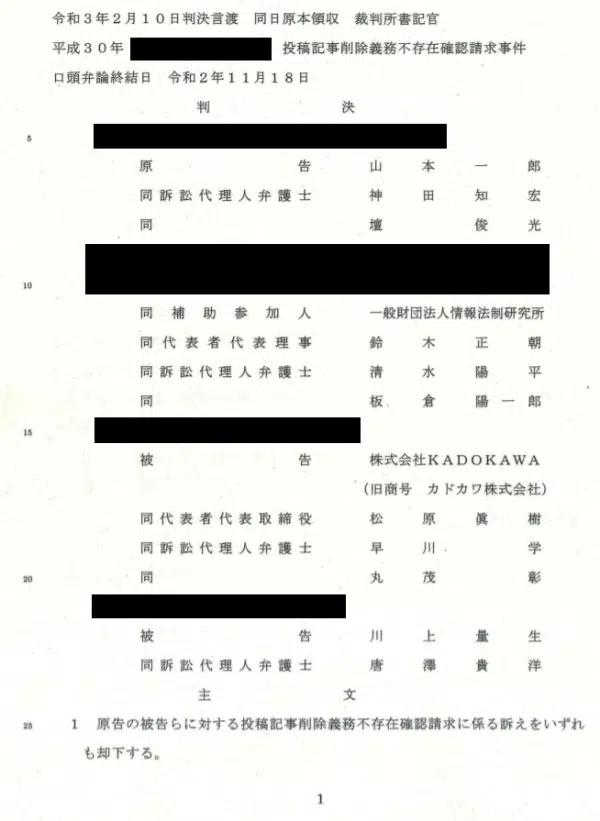 令和3年2月10日判決言渡 同日原本領収 裁判所書記官
平成30年 投稿記事削除義務不存在確認請求事件
口頭弁論終結日 令和2年11月18日
判 決
5
原 告 山 本 一 郎
同訴訟代理人弁護士 神 田 知 宏
同 壇 俊 光
10
同 補 助 参 加 人 一般財団法人情報法制研究所
同代表者代表理事 鈴 木 正 朝
同訴訟代理人弁護士 清 水 陽 平
同 板 倉 陽 一 郎
15
被 告 株式会社KADOKAWA
(旧商号 カドカワ株式会社)
同代表者代表取締役 松 原 眞 樹
同訴訟代理人弁護士 早 川 学
20 同 丸 茂 彰
被 告 川 上 量 生
同訴訟代理人弁護士 唐 澤 貴 洋
主 文
25 1 原告の被告らに対する投稿記事削除義務不存在確認請求に係る訴えをいずれ
も却下する。
1